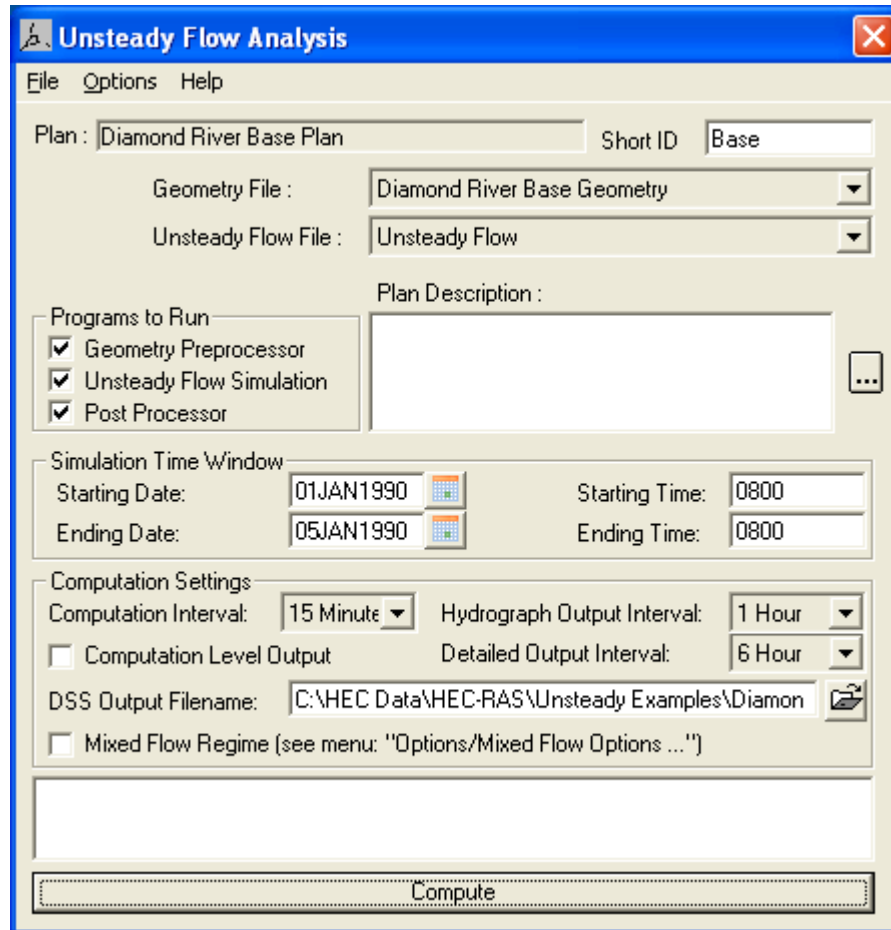 Unsteady Flow Analysis
File Options Help
Plan : Diamond River Base Plan Short ID Base
Geometry File : Diamond River Base Geometry
Unsteady Flow File : Unsteady Flow
Plan Description :
Programs to Run
Geometry Preprocessor
Unsteady Flow Simulation
Post Processor
...
Simulation Time Window
Starting Date: 01JAN1990 Starting Time: 0800
Ending Date: 05JAN1990 Ending Time: 0800
Computation Settings
Computation Interval: 15 Minute Hydrograph Output Interval: 1 Hour
Computation Level Output Detailed Output Interval: 6 Hour
DSS Output Filename: C:\HEC Data\HEC-RAS\Unsteady Examples\Diamon
Mixed Flow Regime (see menu: "Options/Mixed Flow Options ...")
Compute